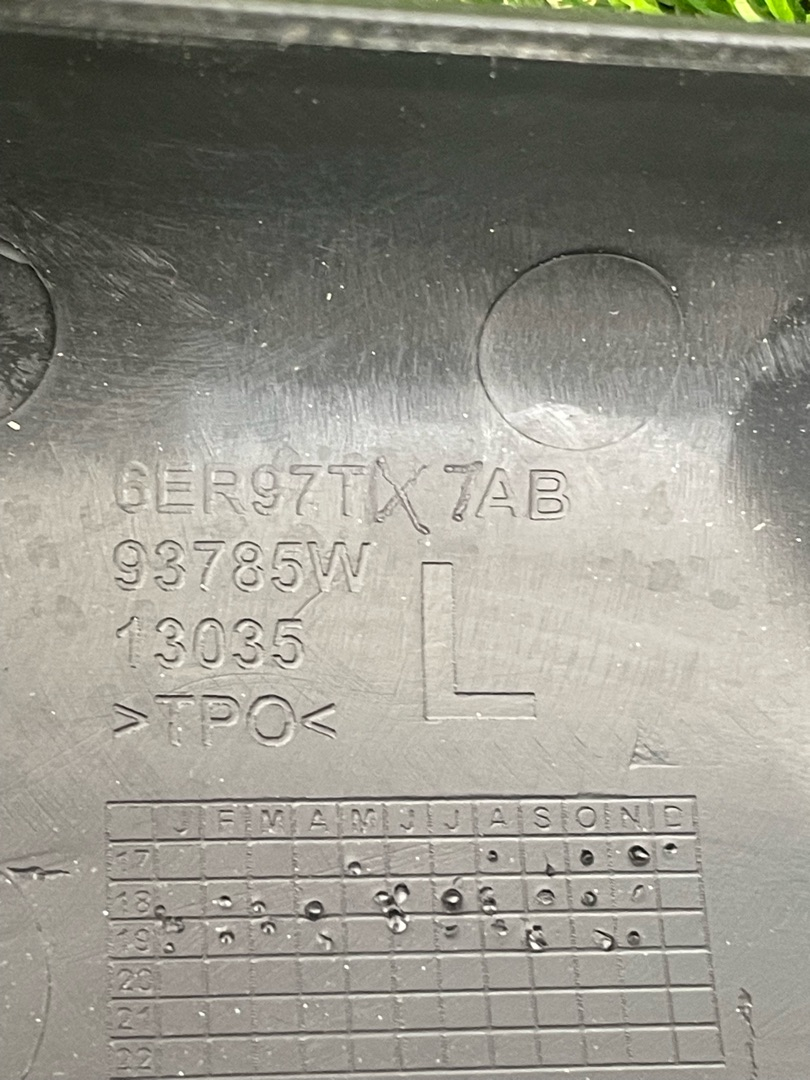 6ER97TX7AB
93785W
13035
>TPO<
L
J F M A M J J A S O N D
17
18
19
20
21
22